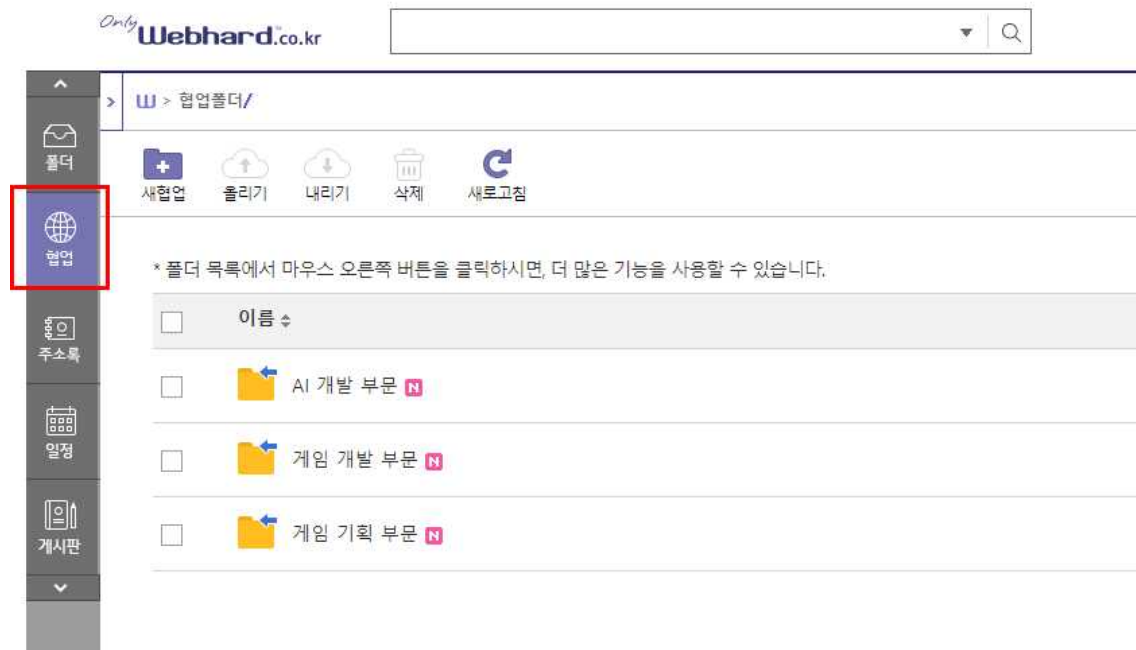 Only Webhard.co.kr
W > 협업폴더/
폴더
협업
주소록
일정
게시판
새협업 올리기 내리기 삭제 새로고침
* 폴더 목록에서 마우스 오른쪽 버튼을 클릭하시면, 더 많은 기능을 사용할 수 있습니다.
이름
AI 개발 부문 N
게임 개발 부문 N
게임 기획 부문 N